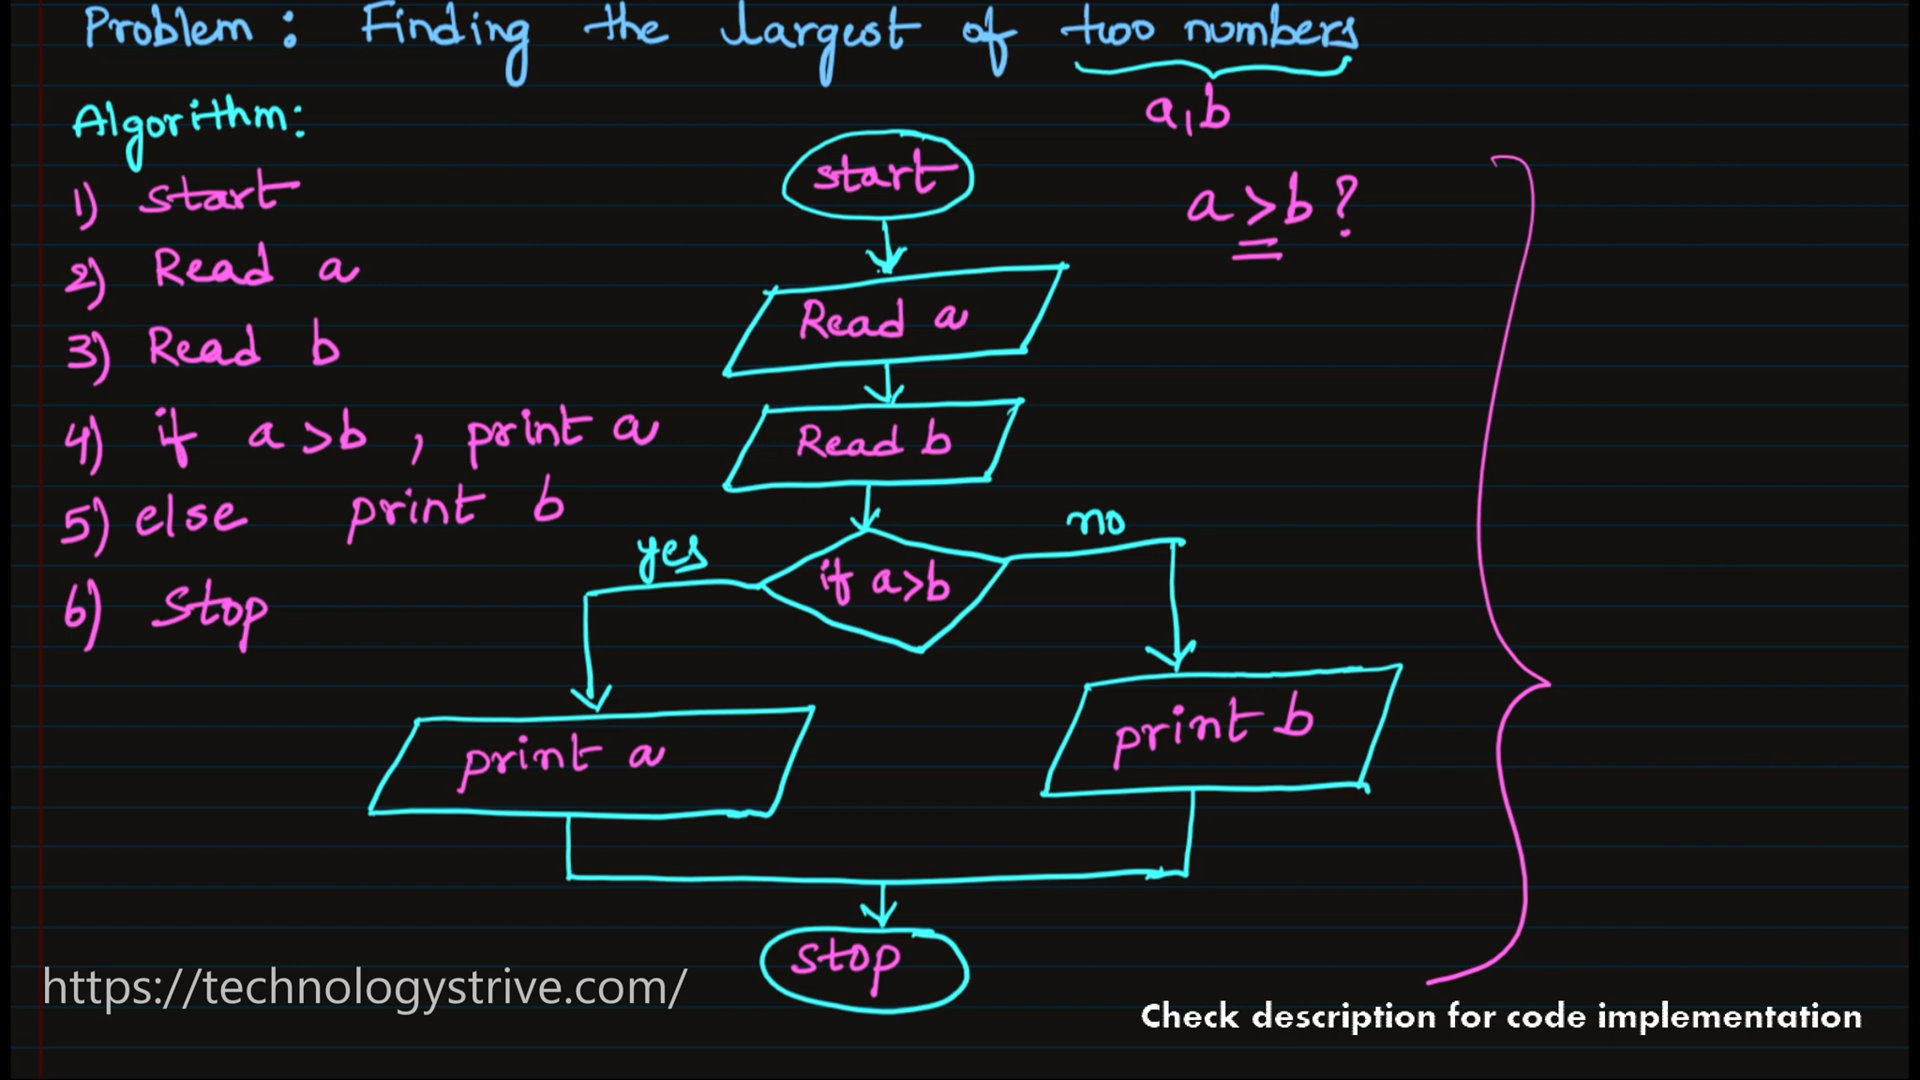 Problem : Finding the largest of two numbers
a,b
Algorithm:
1) start
2) Read a
3) Read b
4) if a >b , print a
5) else print b
6) Stop
start
a >b ?
Read a
Read b
if a>b
yes
no
print a
print b
stop
https://technologystrive.com/
Check description for code implementation